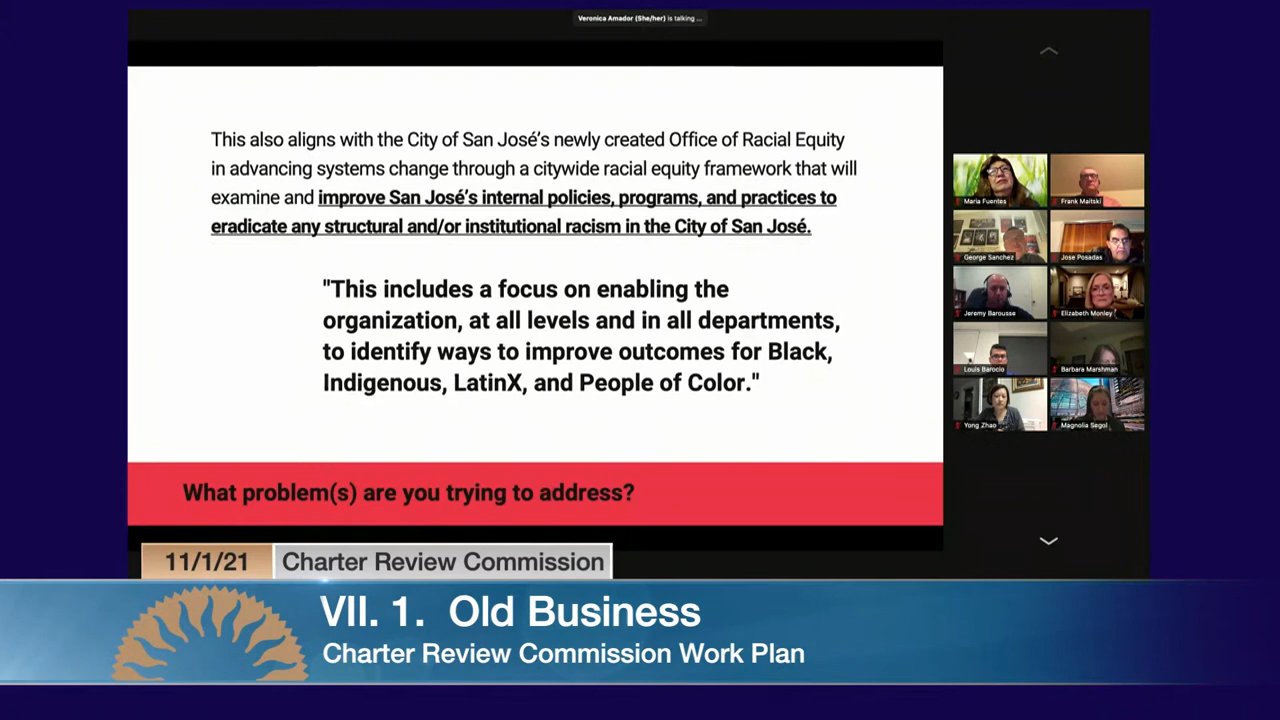 Veronica Amador (She/her) is talking ...
This also aligns with the City of San José's newly created Office of Racial Equity
in advancing systems change through a citywide racial equity framework that will
examine and improve San José's internal policies, programs, and practices to
eradicate any structural and/or institutional racism in the City of San José.
"This includes a focus on enabling the
organization, at all levels and in all departments,
to identify ways to improve outcomes for Black,
Indigenous, LatinX, and People of Color."
What problem(s) are you trying to address?
Maria Fuentes
Frank Maitski
George Sanchez
Jose Posadas
Jeremy Barousse
Elizabeth Monley
Louis Barocio
Barbara Marshman
Yong Zhao
Magnolia Segol
11/1/21
Charter Review Commission
VII. 1. Old Business
Charter Review Commission Work Plan